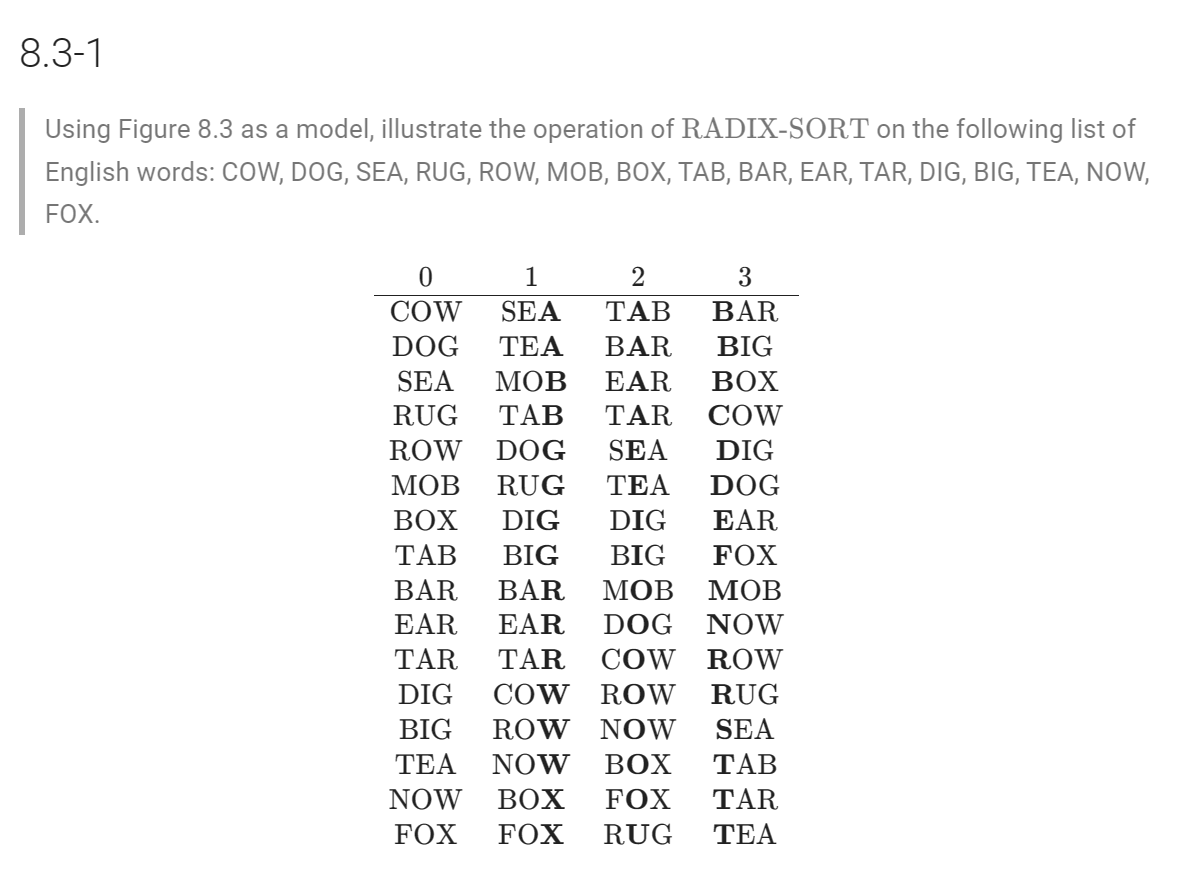 8.3-1
Using Figure 8.3 as a model, illustrate the operation of RADIX-SORT on the following list of
English words: COW, DOG, SEA, RUG, ROW, MOB, BOX, TAB, BAR, EAR, TAR, DIG, BIG, TEA, NOW,
FOX.
0 1 2 3
COW SEA TAB BAR
DOG TEA BAR BIG
SEA MOB EAR BOX
RUG TAB TAR COW
ROW DOG SEA DIG
MOB RUG TEA DOG
BOX DIG DIG EAR
TAB BIG BIG FOX
BAR BAR MOB MOB
EAR EAR DOG NOW
TAR TAR COW ROW
DIG COW ROW RUG
BIG ROW NOW SEA
TEA NOW BOX TAB
NOW BOX FOX TAR
FOX FOX RUG TEA